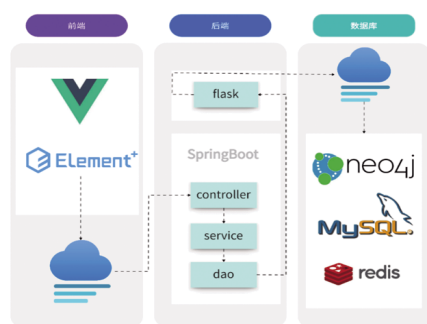 前端
后端
数据库
flask
Element+
SpringBoot
controller
service
dao
neo4j
MySQL
redis